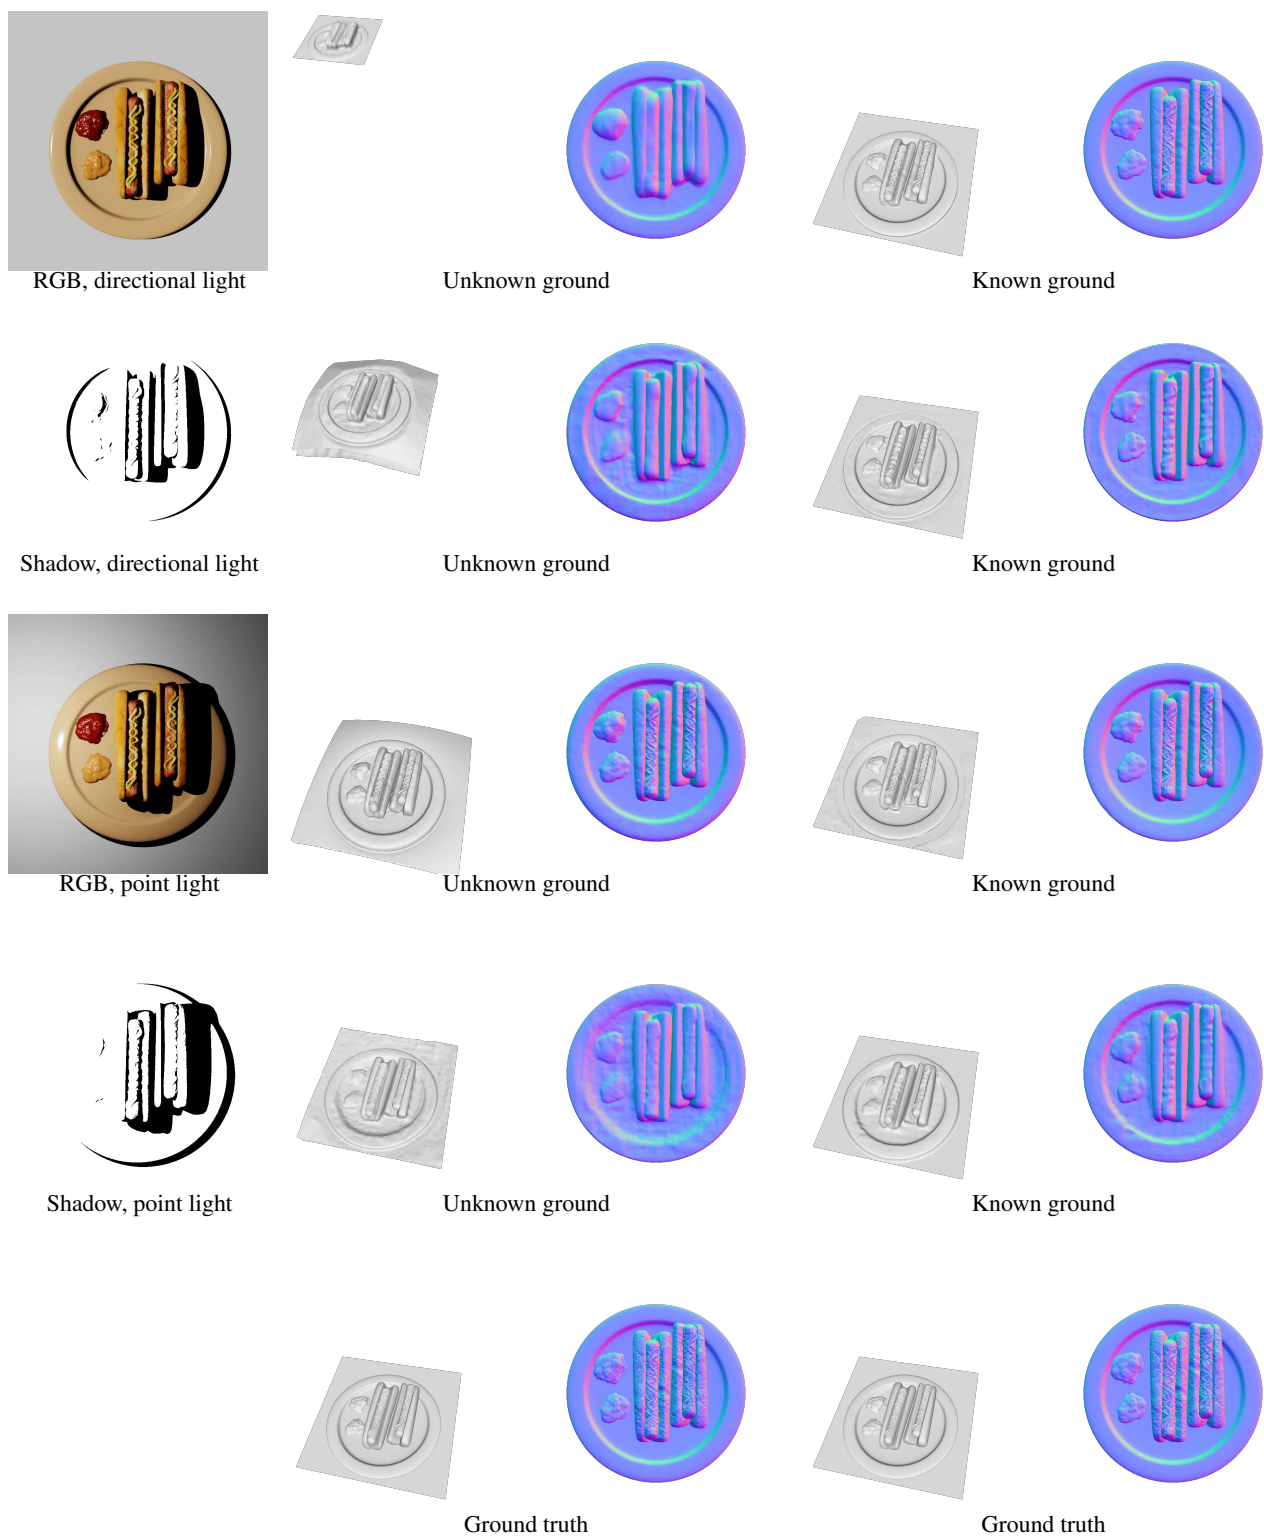 RGB, directional light
Unknown ground
Known ground
Shadow, directional light
Unknown ground
Known ground
RGB, point light
Unknown ground
Known ground
Shadow, point light
Unknown ground
Known ground
Ground truth
Ground truth